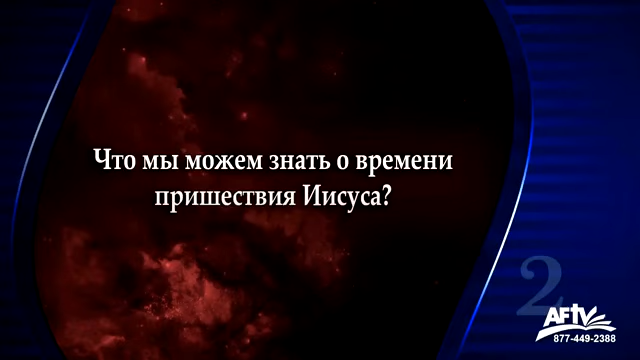 Что мы можем знать о времени
пришествия Иисуса?
2
AFtv
877-449-2388